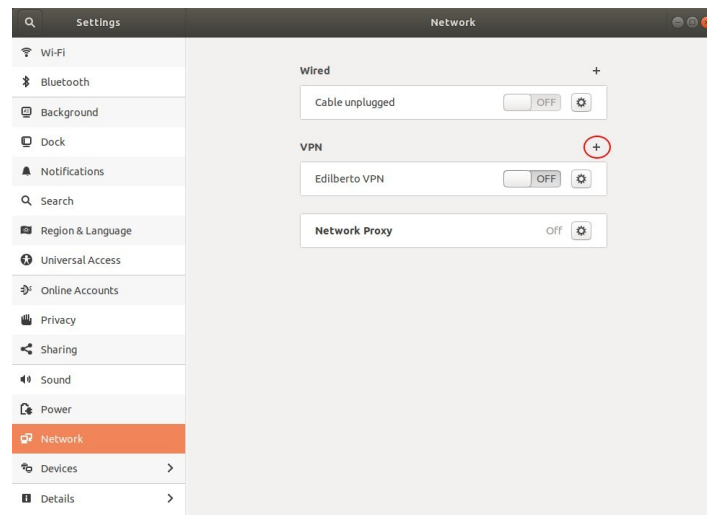 Settings
Network
Wi-Fi
Bluetooth
Background
Dock
Notifications
Search
Region & Language
Universal Access
Online Accounts
Privacy
Sharing
Sound
Power
Network
Devices
Details
Wired
Cable unplugged OFF
VPN
Edilberto VPN OFF
Network Proxy Off